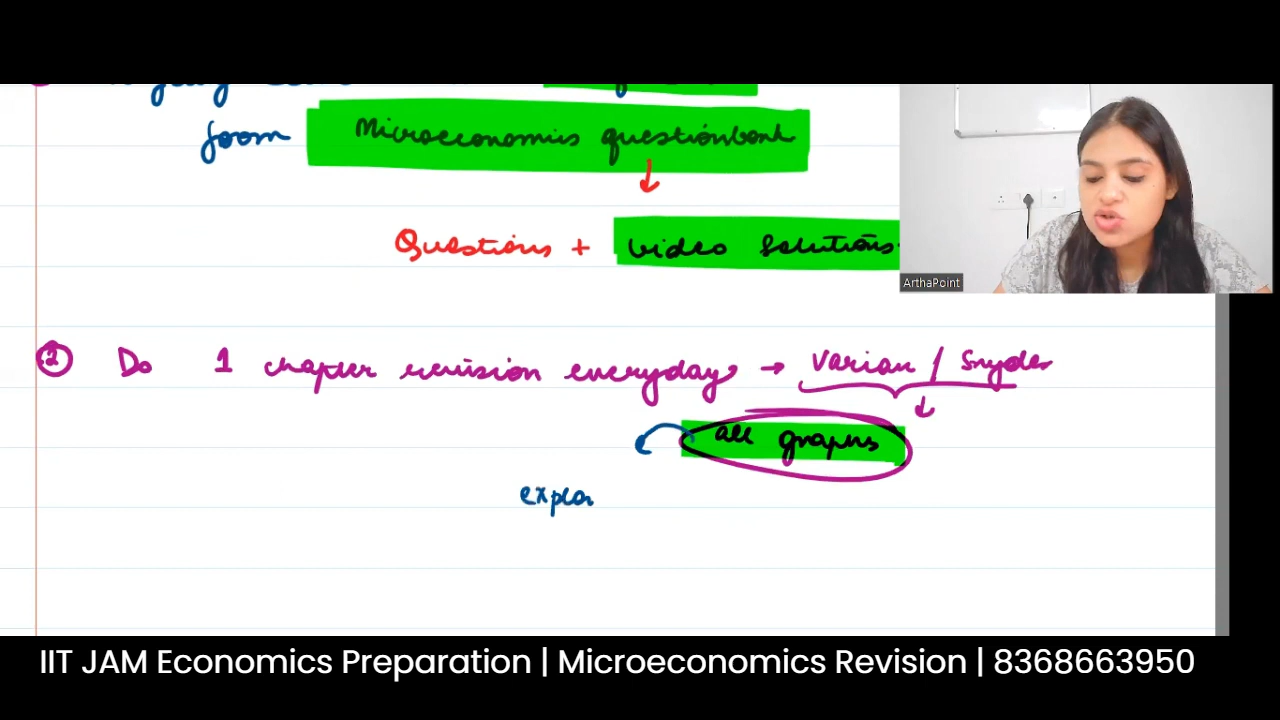 from Microeconomics questionbank
Questions + video solutions.
ArthaPoint
② Do 1 chapter revision everyday → Varian / Snyder
all graphs
explai
IIT JAM Economics Preparation | Microeconomics Revision | 8368663950